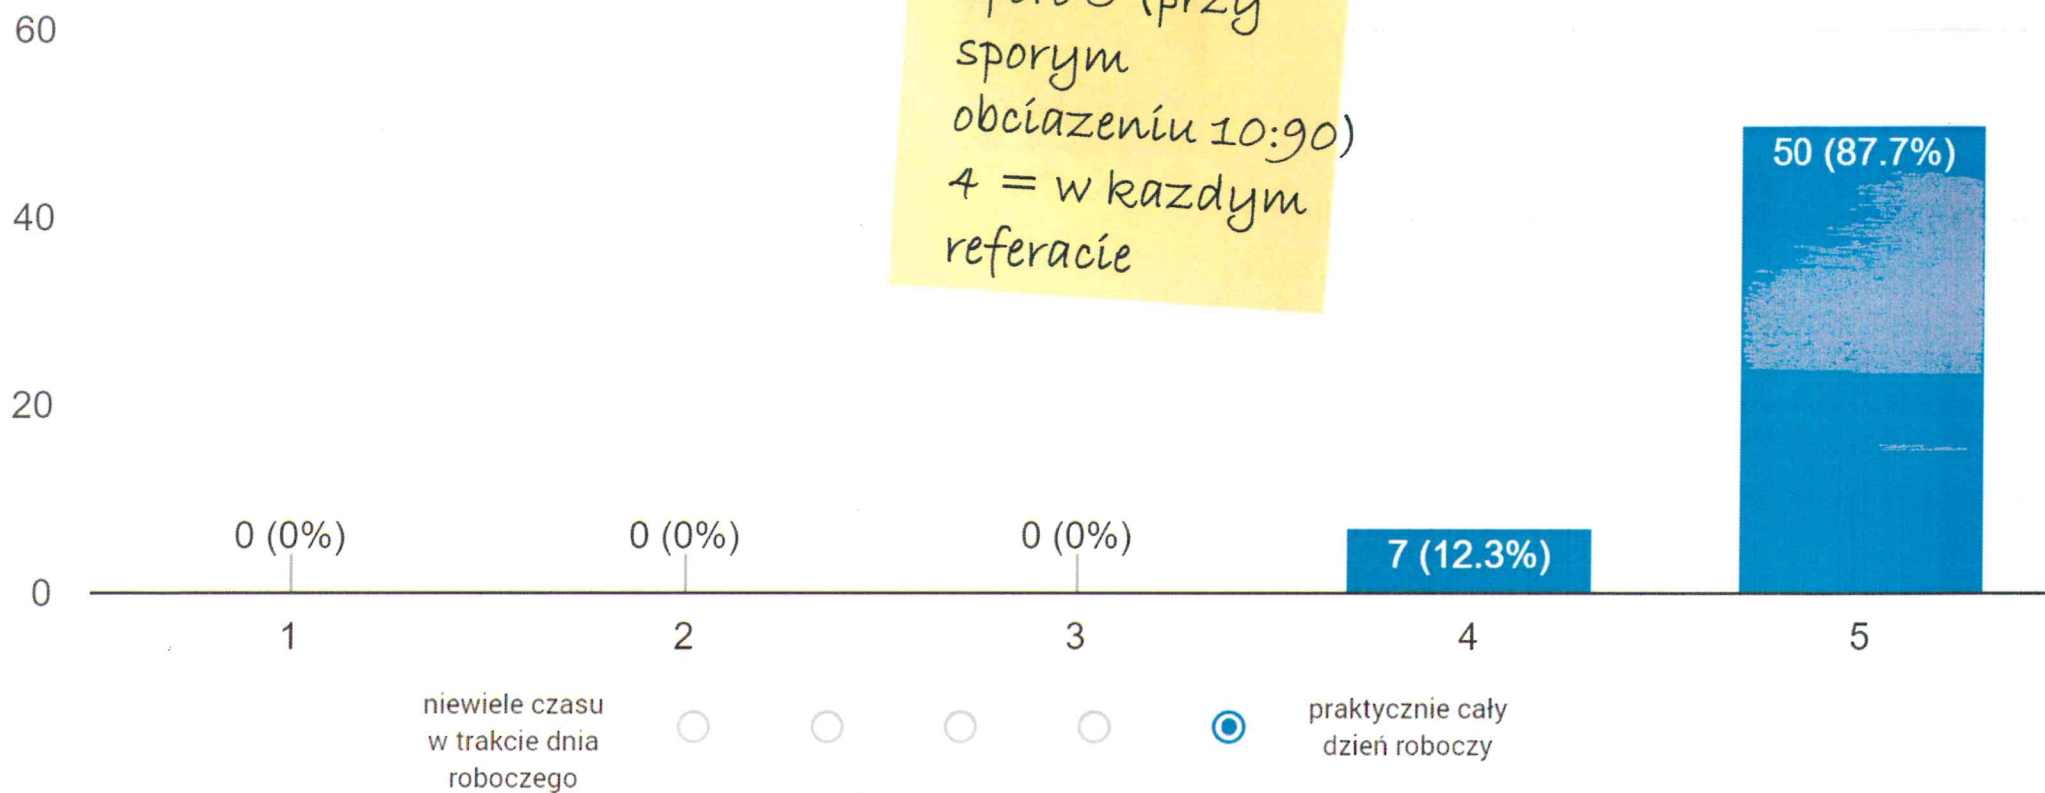 (przy
sporym
obciazeniu 10:90)
4 = w kazdym
referacie
60
40
20
0
0 (0%)
0 (0%)
0 (0%)
7 (12.3%)
50 (87.7%)
1
2
3
4
5
niewiele czasu
w trakcie dnia
roboczego
praktycznie cały
dzień roboczy